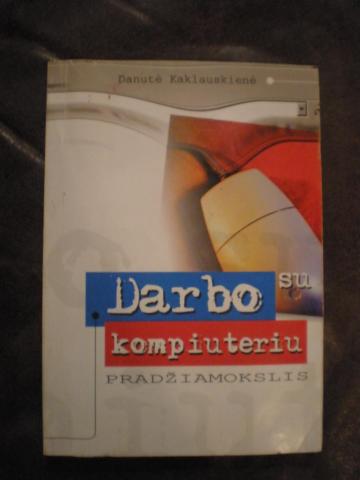 Danutė Kaklauskienė
Darbo su
kompiuteriu
PRADŽIAMOKSLIS